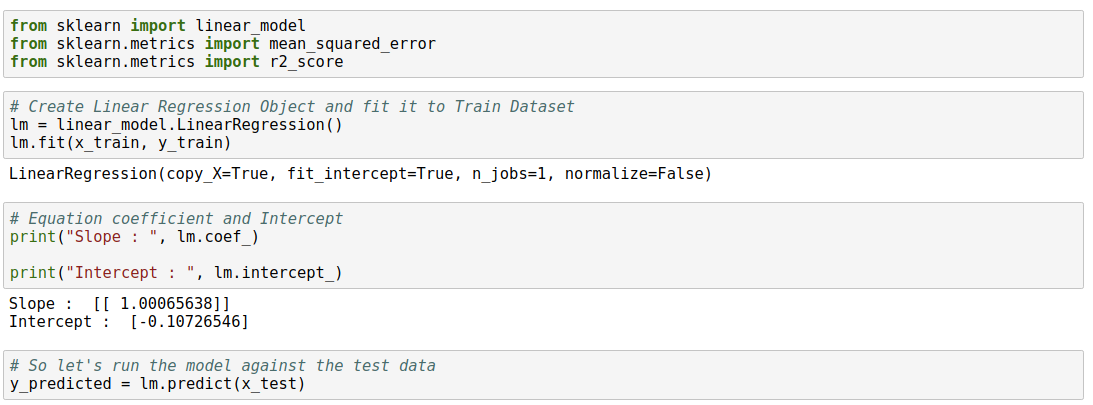 from sklearn import linear_model
from sklearn.metrics import mean_squared_error
from sklearn.metrics import r2_score
# Create Linear Regression Object and fit it to Train Dataset
lm = linear_model.LinearRegression()
lm.fit(x_train, y_train)
LinearRegression(copy_X=True, fit_intercept=True, n_jobs=1, normalize=False)
# Equation coefficient and Intercept
print("Slope : ", lm.coef_)
print("Intercept : ", lm.intercept_)
Slope :  [[ 1.00065638]]
Intercept :  [-0.10726546]
# So let's run the model against the test data
y_predicted = lm.predict(x_test)